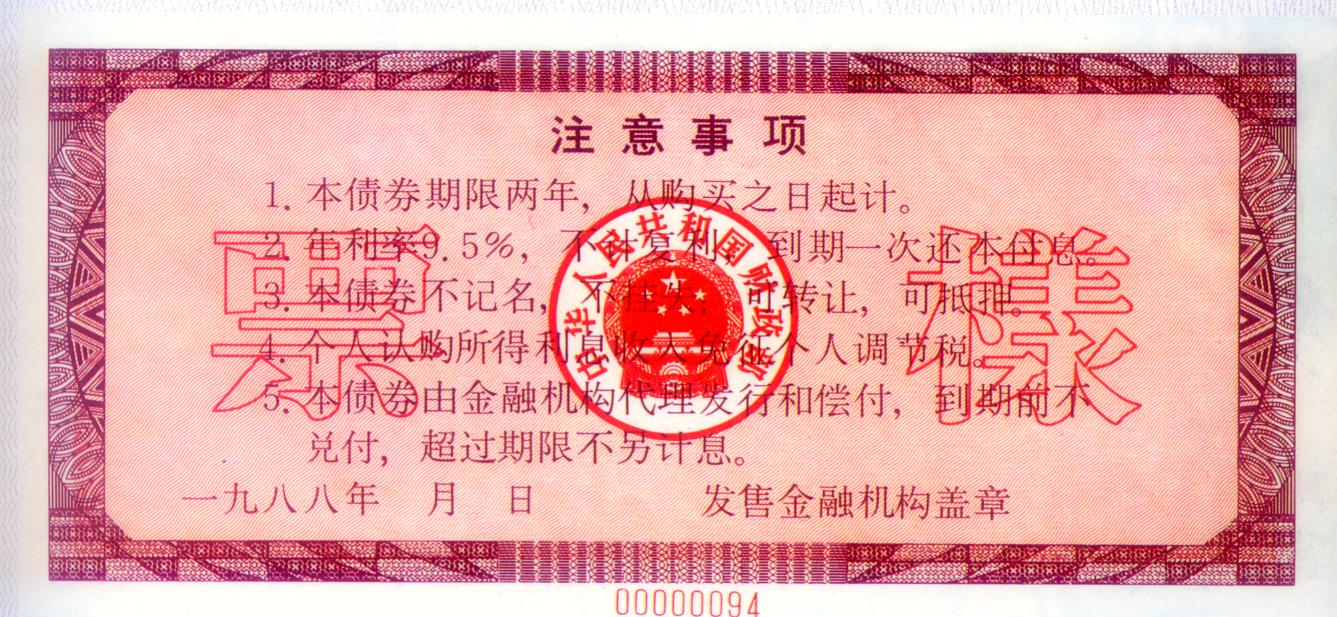 注意事项
1. 本债券期限两年，从购买之日起计。
2. 年利率9.5%，不计复利，到期一次还本付息。
3. 本债券不记名，不挂失，可转让，可抵押。
4. 个人认购所得利息收入免征个人调节税。
5. 本债券由金融机构代理发行和偿付，到期前不
兑付，超过期限不另计息。
一九八八年 月 日 发售金融机构盖章
中华人民共和国财政部
票樣
00000094